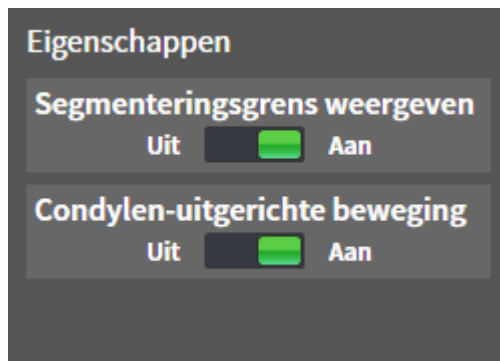 Eigenschappen
Segmenteringsgrens weergeven
Uit Aan
Condylen-uitgerichte beweging
Uit Aan